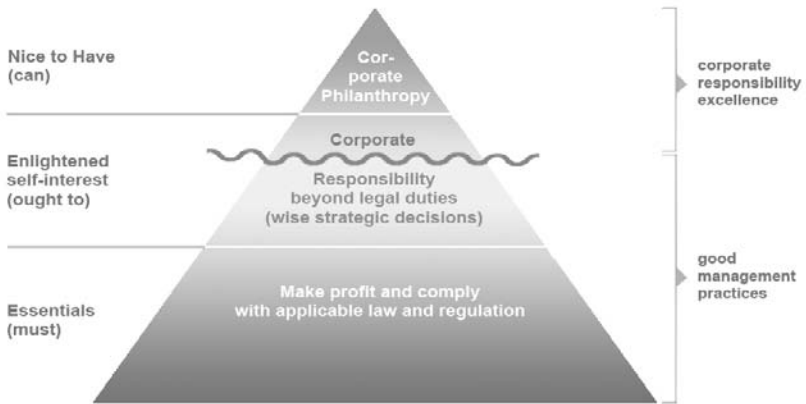 Nice to Have
(can)
Cor-
porate
Philanthropy
corporate
responsibility
excellence
Enlightened
self-interest
(ought to)
Corporate
Responsibility
beyond legal duties
(wise strategic decisions)
Essentials
(must)
Make profit and comply
with applicable law and regulation
good
management
practices